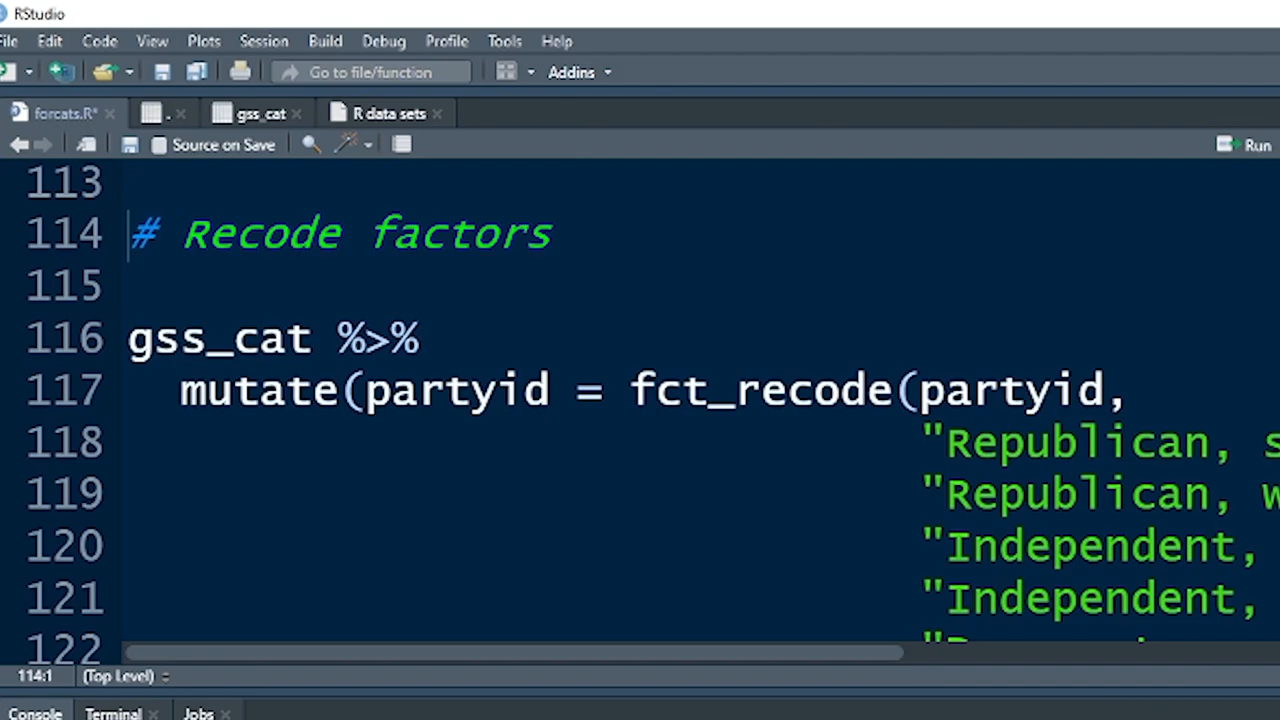 RStudio
File Edit Code View Plots Session Build Debug Profile Tools Help
Go to file/function Addins
forcats.R* . gss_cat R data sets
Source on Save Run
113
114 # Recode factors
115
116 gss_cat %>%
117 mutate(partyid = fct_recode(partyid,
118 "Republican, s
119 "Republican, w
120 "Independent,
121 "Independent,
122
114:1 (Top Level)
Console Terminal Jobs